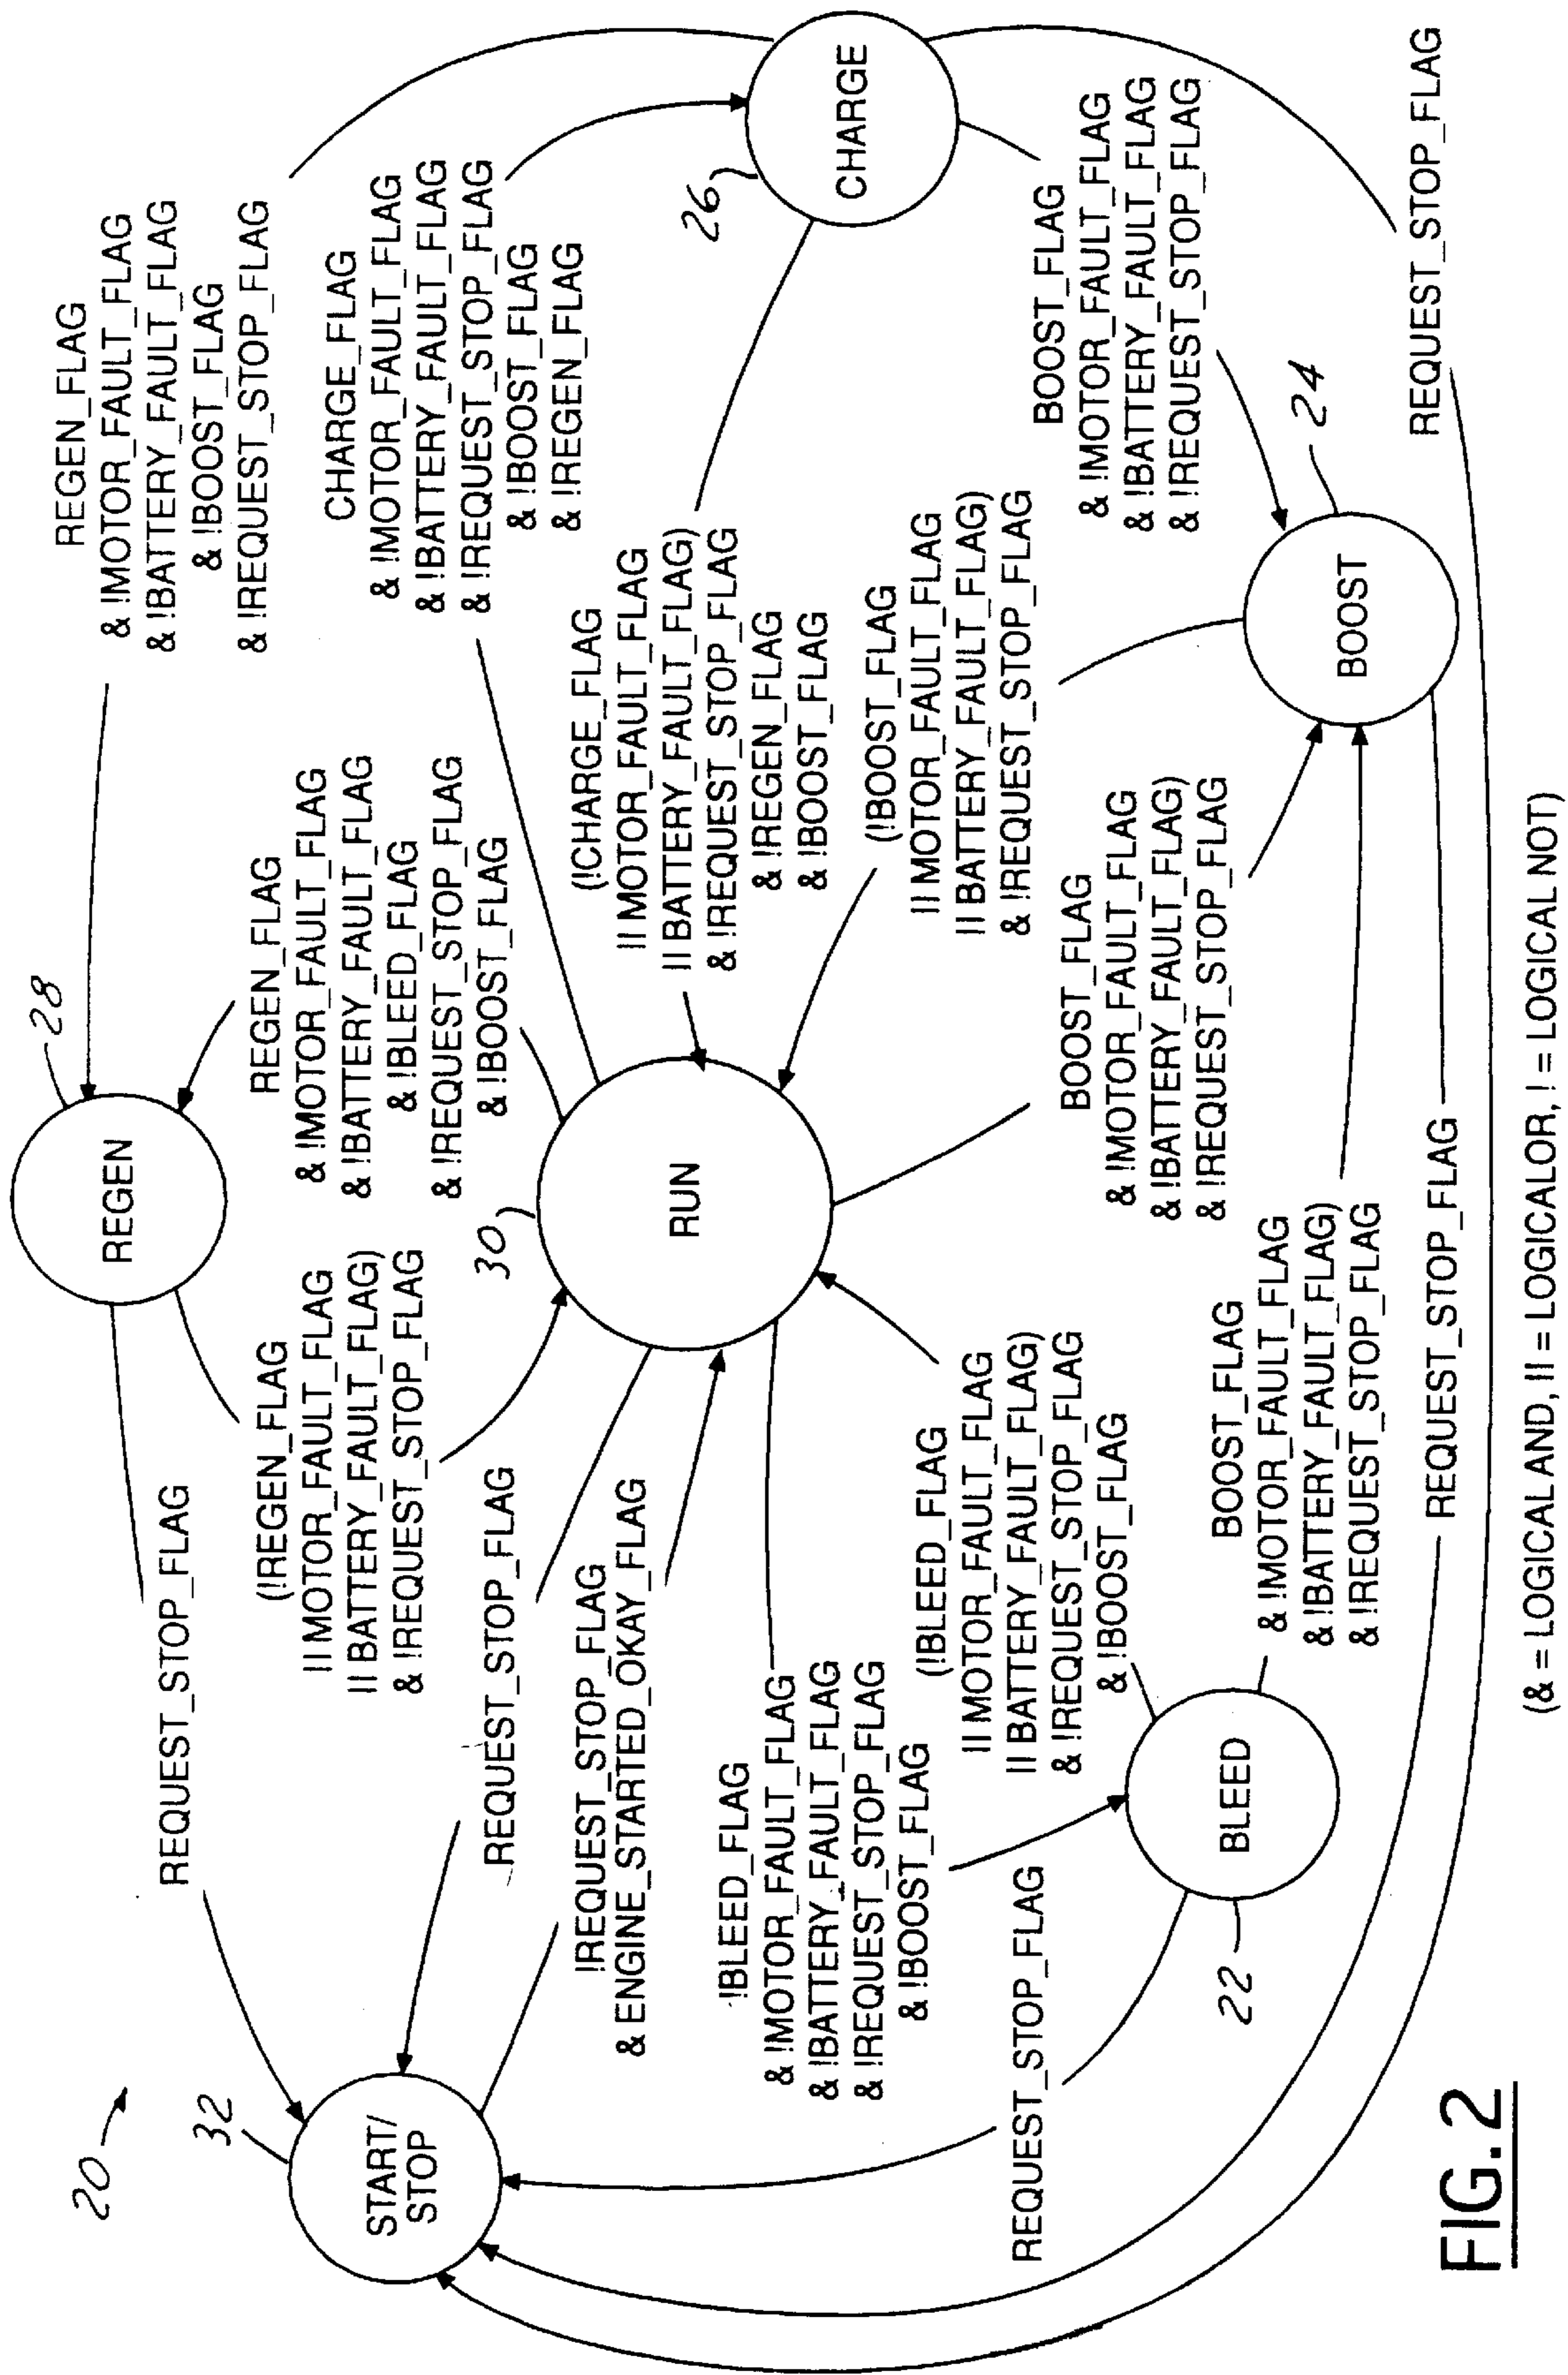 20
32
START/
STOP
REQUEST_STOP_FLAG
28
REGEN
REGEN_FLAG
& !MOTOR_FAULT_FLAG
& !BATTERY_FAULT_FLAG
& !BOOST_FLAG
& !REQUEST_STOP_FLAG
(!REGEN_FLAG
|| MOTOR_FAULT_FLAG
|| BATTERY_FAULT_FLAG)
& !REQUEST_STOP_FLAG
REGEN_FLAG
& !MOTOR_FAULT_FLAG
& !BATTERY_FAULT_FLAG
& !BLEED_FLAG
& !REQUEST_STOP_FLAG
& !BOOST_FLAG
CHARGE_FLAG
& !MOTOR_FAULT_FLAG
& !BATTERY_FAULT_FLAG
& !REQUEST_STOP_FLAG
& !BOOST_FLAG
& !REGEN_FLAG
REQUEST_STOP_FLAG
!REQUEST_STOP_FLAG
& ENGINE_STARTED_OKAY_FLAG
30
RUN
(!CHARGE_FLAG
|| MOTOR_FAULT_FLAG
|| BATTERY_FAULT_FLAG)
& !REQUEST_STOP_FLAG
& !REGEN_FLAG
& !BOOST_FLAG
26
CHARGE
!BLEED_FLAG
& !MOTOR_FAULT_FLAG
& !BATTERY_FAULT_FLAG
& !REQUEST_STOP_FLAG
& !BOOST_FLAG
(!BLEED_FLAG
|| MOTOR_FAULT_FLAG
|| BATTERY_FAULT_FLAG)
& !REQUEST_STOP_FLAG
& !BOOST_FLAG
(!BOOST_FLAG
|| MOTOR_FAULT_FLAG
|| BATTERY_FAULT_FLAG)
& !REQUEST_STOP_FLAG
BOOST_FLAG
& !MOTOR_FAULT_FLAG
& !BATTERY_FAULT_FLAG
& !REQUEST_STOP_FLAG
REQUEST_STOP_FLAG
22
BLEED
BOOST_FLAG
& !MOTOR_FAULT_FLAG
& !BATTERY_FAULT_FLAG)
& !REQUEST_STOP_FLAG
BOOST_FLAG
& !MOTOR_FAULT_FLAG
& !BATTERY_FAULT_FLAG)
& !REQUEST_STOP_FLAG
24
BOOST
REQUEST_STOP_FLAG
REQUEST_STOP_FLAG
FIG.2
(& = LOGICAL AND, || = LOGICALOR, ! = LOGICAL NOT)